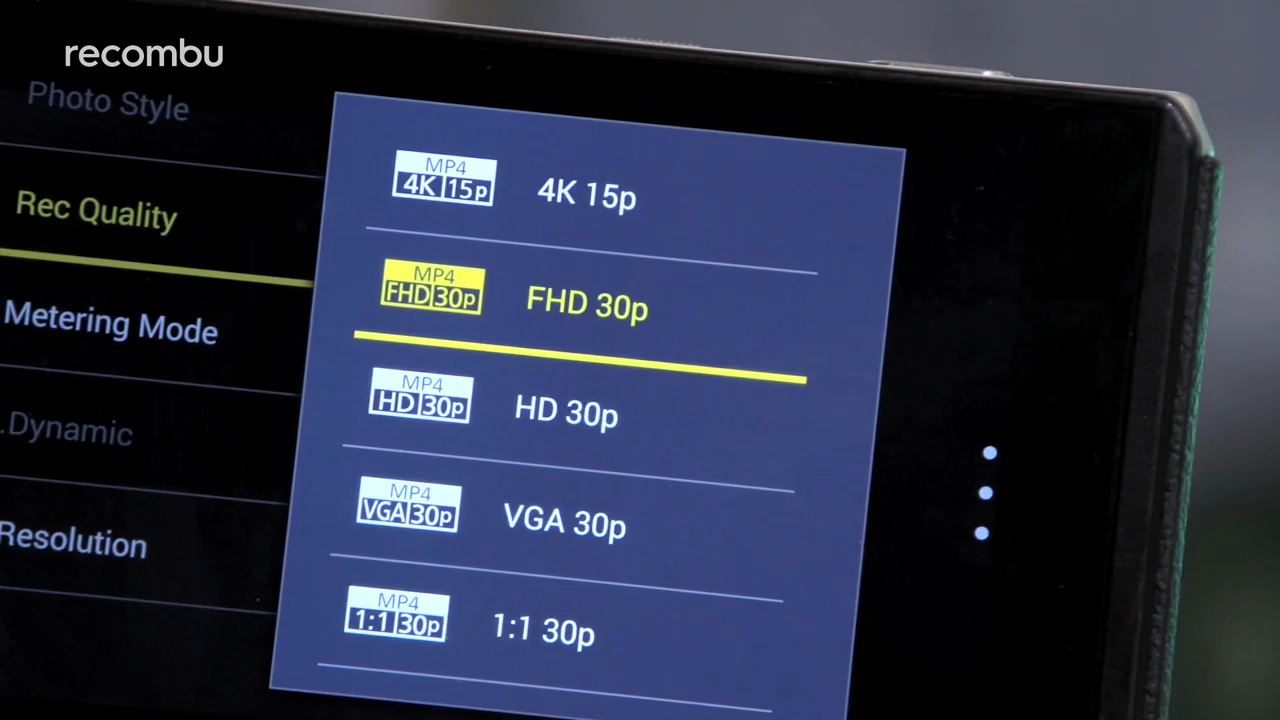 recombu
Photo Style
Rec Quality
Metering Mode
.Dynamic
Resolution
MP4
4K 15p
4K 15p
MP4
FHD 30p
FHD 30p
MP4
HD 30p
HD 30p
MP4
VGA 30p
VGA 30p
MP4
1:1 30p
1:1 30p